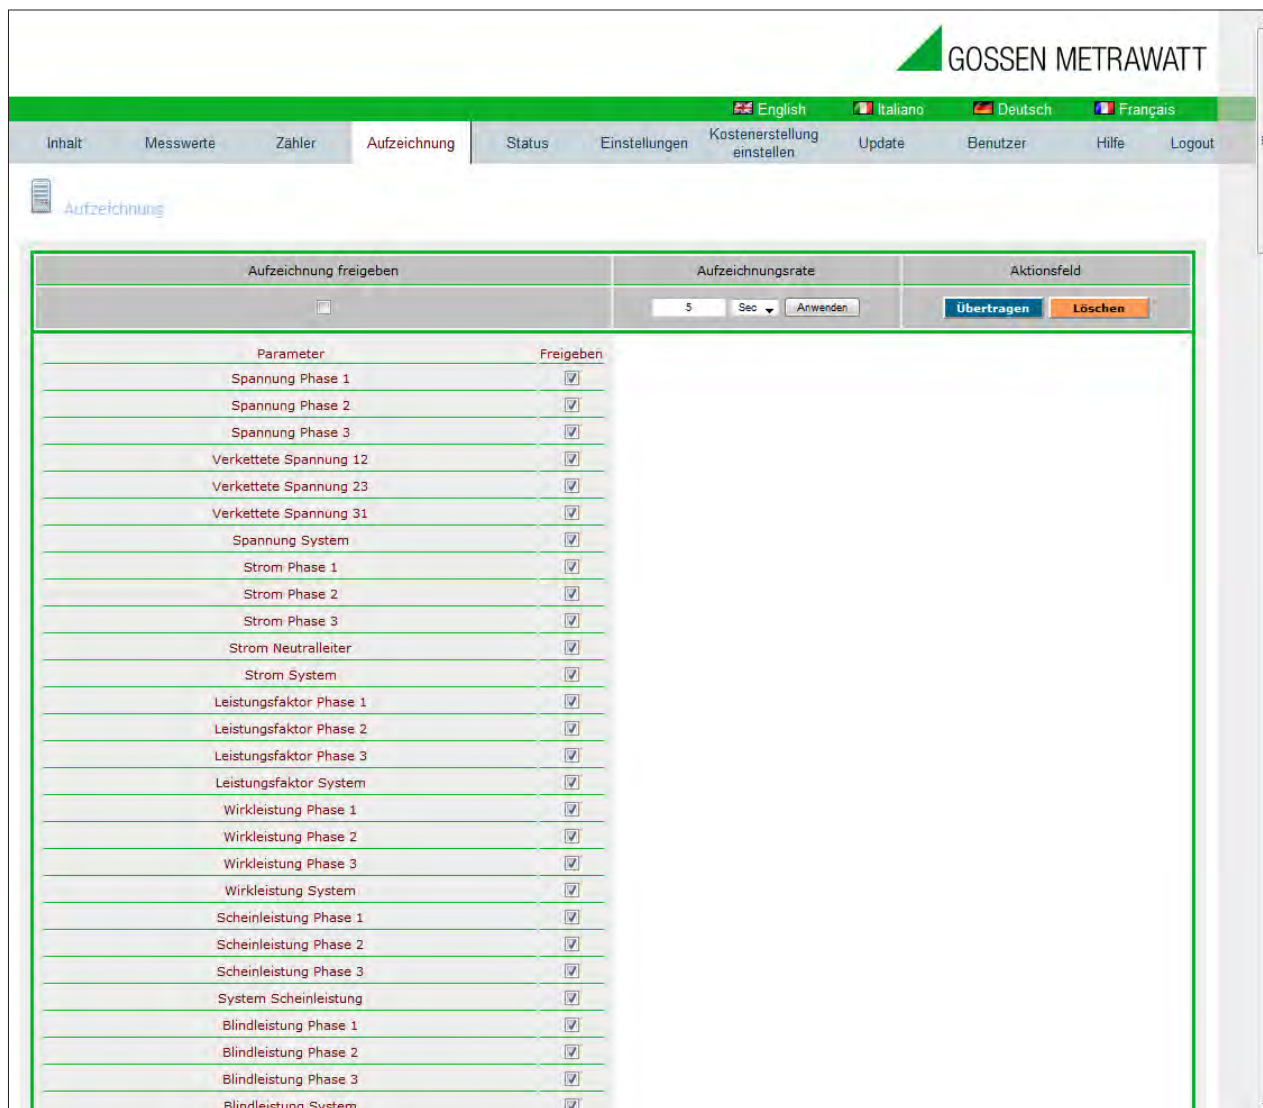 GOSSEN METRAWATT
English Italiano Deutsch Français
Inhalt Messwerte Zähler Aufzeichnung Status Einstellungen Kostenerstellung einstellen Update Benutzer Hilfe Logout
Aufzeichnung
Aufzeichnung freigeben Aufzeichnungsrate Aktionsfeld
5 Sec Anwenden Übertragen Löschen
Parameter Freigeben
Spannung Phase 1
Spannung Phase 2
Spannung Phase 3
Verkettete Spannung 12
Verkettete Spannung 23
Verkettete Spannung 31
Spannung System
Strom Phase 1
Strom Phase 2
Strom Phase 3
Strom Neutralleiter
Strom System
Leistungsfaktor Phase 1
Leistungsfaktor Phase 2
Leistungsfaktor Phase 3
Leistungsfaktor System
Wirkleistung Phase 1
Wirkleistung Phase 2
Wirkleistung Phase 3
Wirkleistung System
Scheinleistung Phase 1
Scheinleistung Phase 2
Scheinleistung Phase 3
System Scheinleistung
Blindleistung Phase 1
Blindleistung Phase 2
Blindleistung Phase 3
Blindleistung System